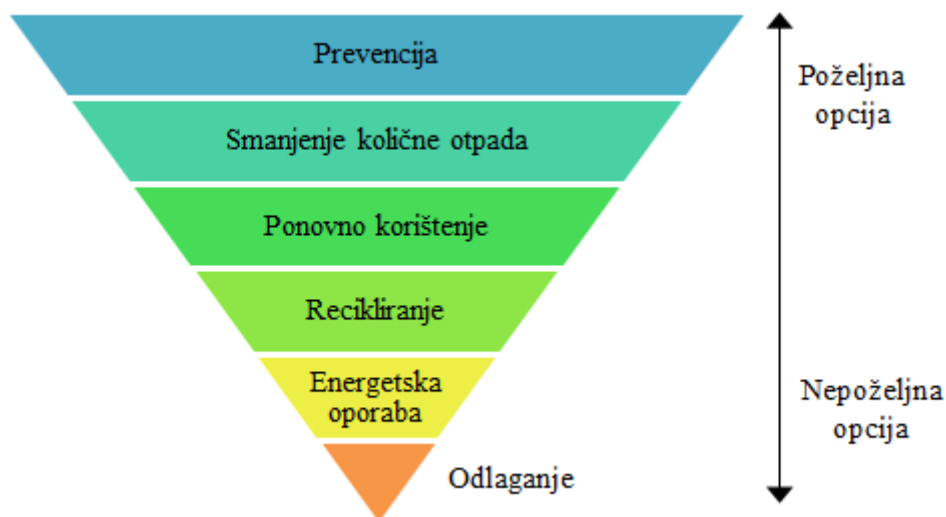 Prevencija
Smanjenje količne otpada
Ponovno korištenje
Recikliranje
Energetska
oporaba
Odlaganje
Poželjna
opcija
Nepoželjna
opcija